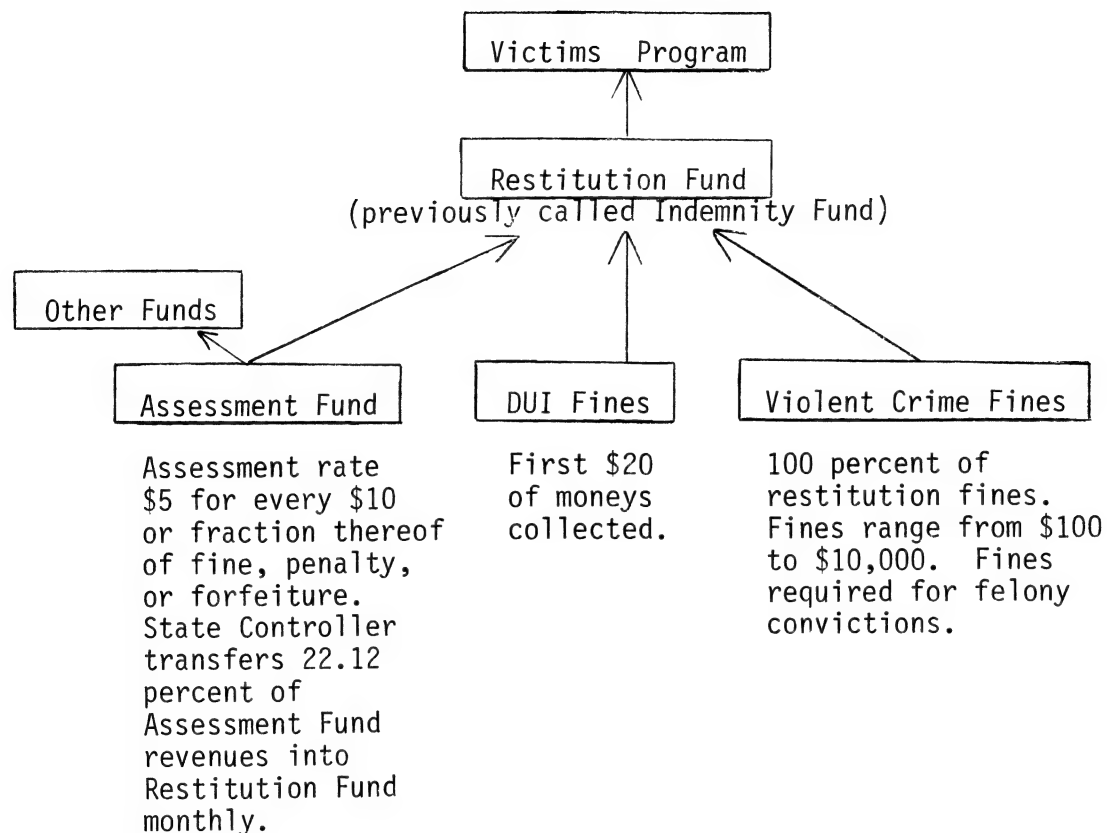 Victims Program
Restitution Fund
(previously called Indemnity Fund)
Other Funds
Assessment Fund
Assessment rate
$5 for every $10
or fraction thereof
of fine, penalty,
or forfeiture.
State Controller
transfers 22.12
percent of
Assessment Fund
revenues into
Restitution Fund
monthly.
DUI Fines
First $20
of moneys
collected.
Violent Crime Fines
100 percent of
restitution fines.
Fines range from $100
to $10,000. Fines
required for felony
convictions.